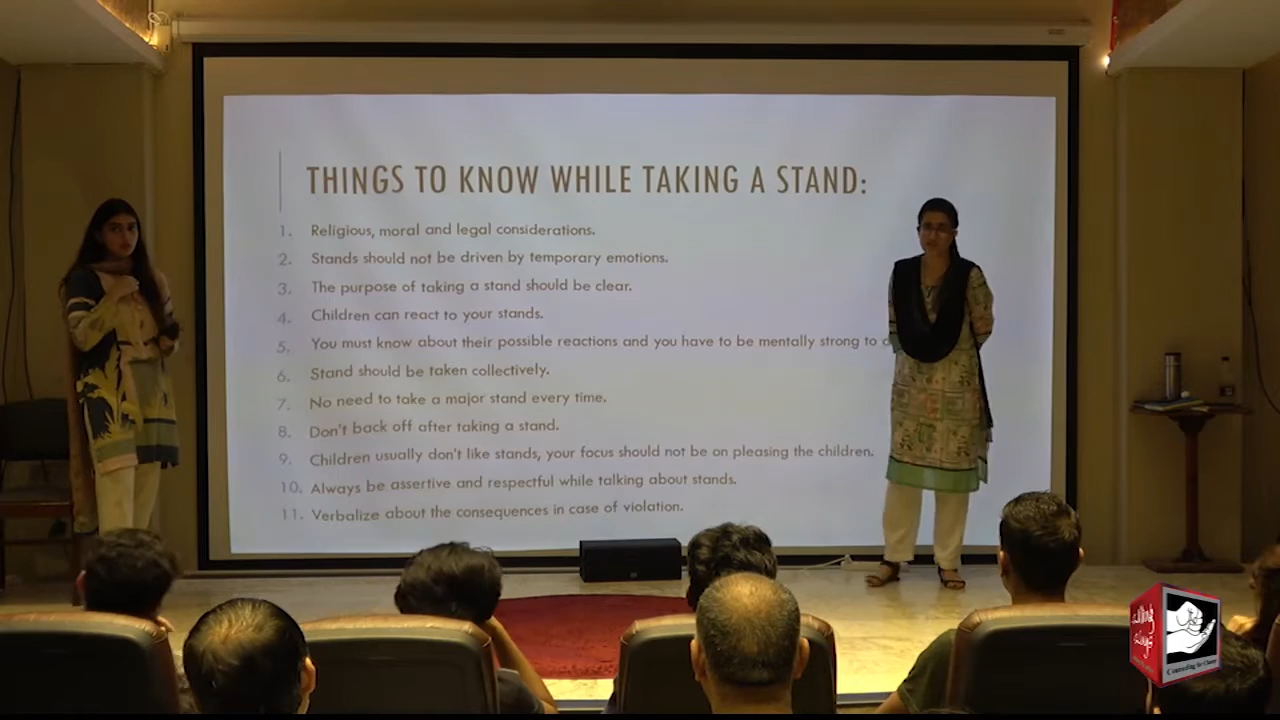 THINGS TO KNOW WHILE TAKING A STAND:
1. Religious, moral and legal considerations.
2. Stands should not be driven by temporary emotions.
3. The purpose of taking a stand should be clear.
4. Children can react to your stands.
5. You must know about their possible reactions and you have to be mentally strong to
6. Stand should be taken collectively.
7. No need to take a major stand every time.
8. Don't back off after taking a stand.
9. Children usually don't like stands, your focus should not be on pleasing the children.
10. Always be assertive and respectful while talking about stands.
11. Verbalize about the consequences in case of violation.
Counseling for Change